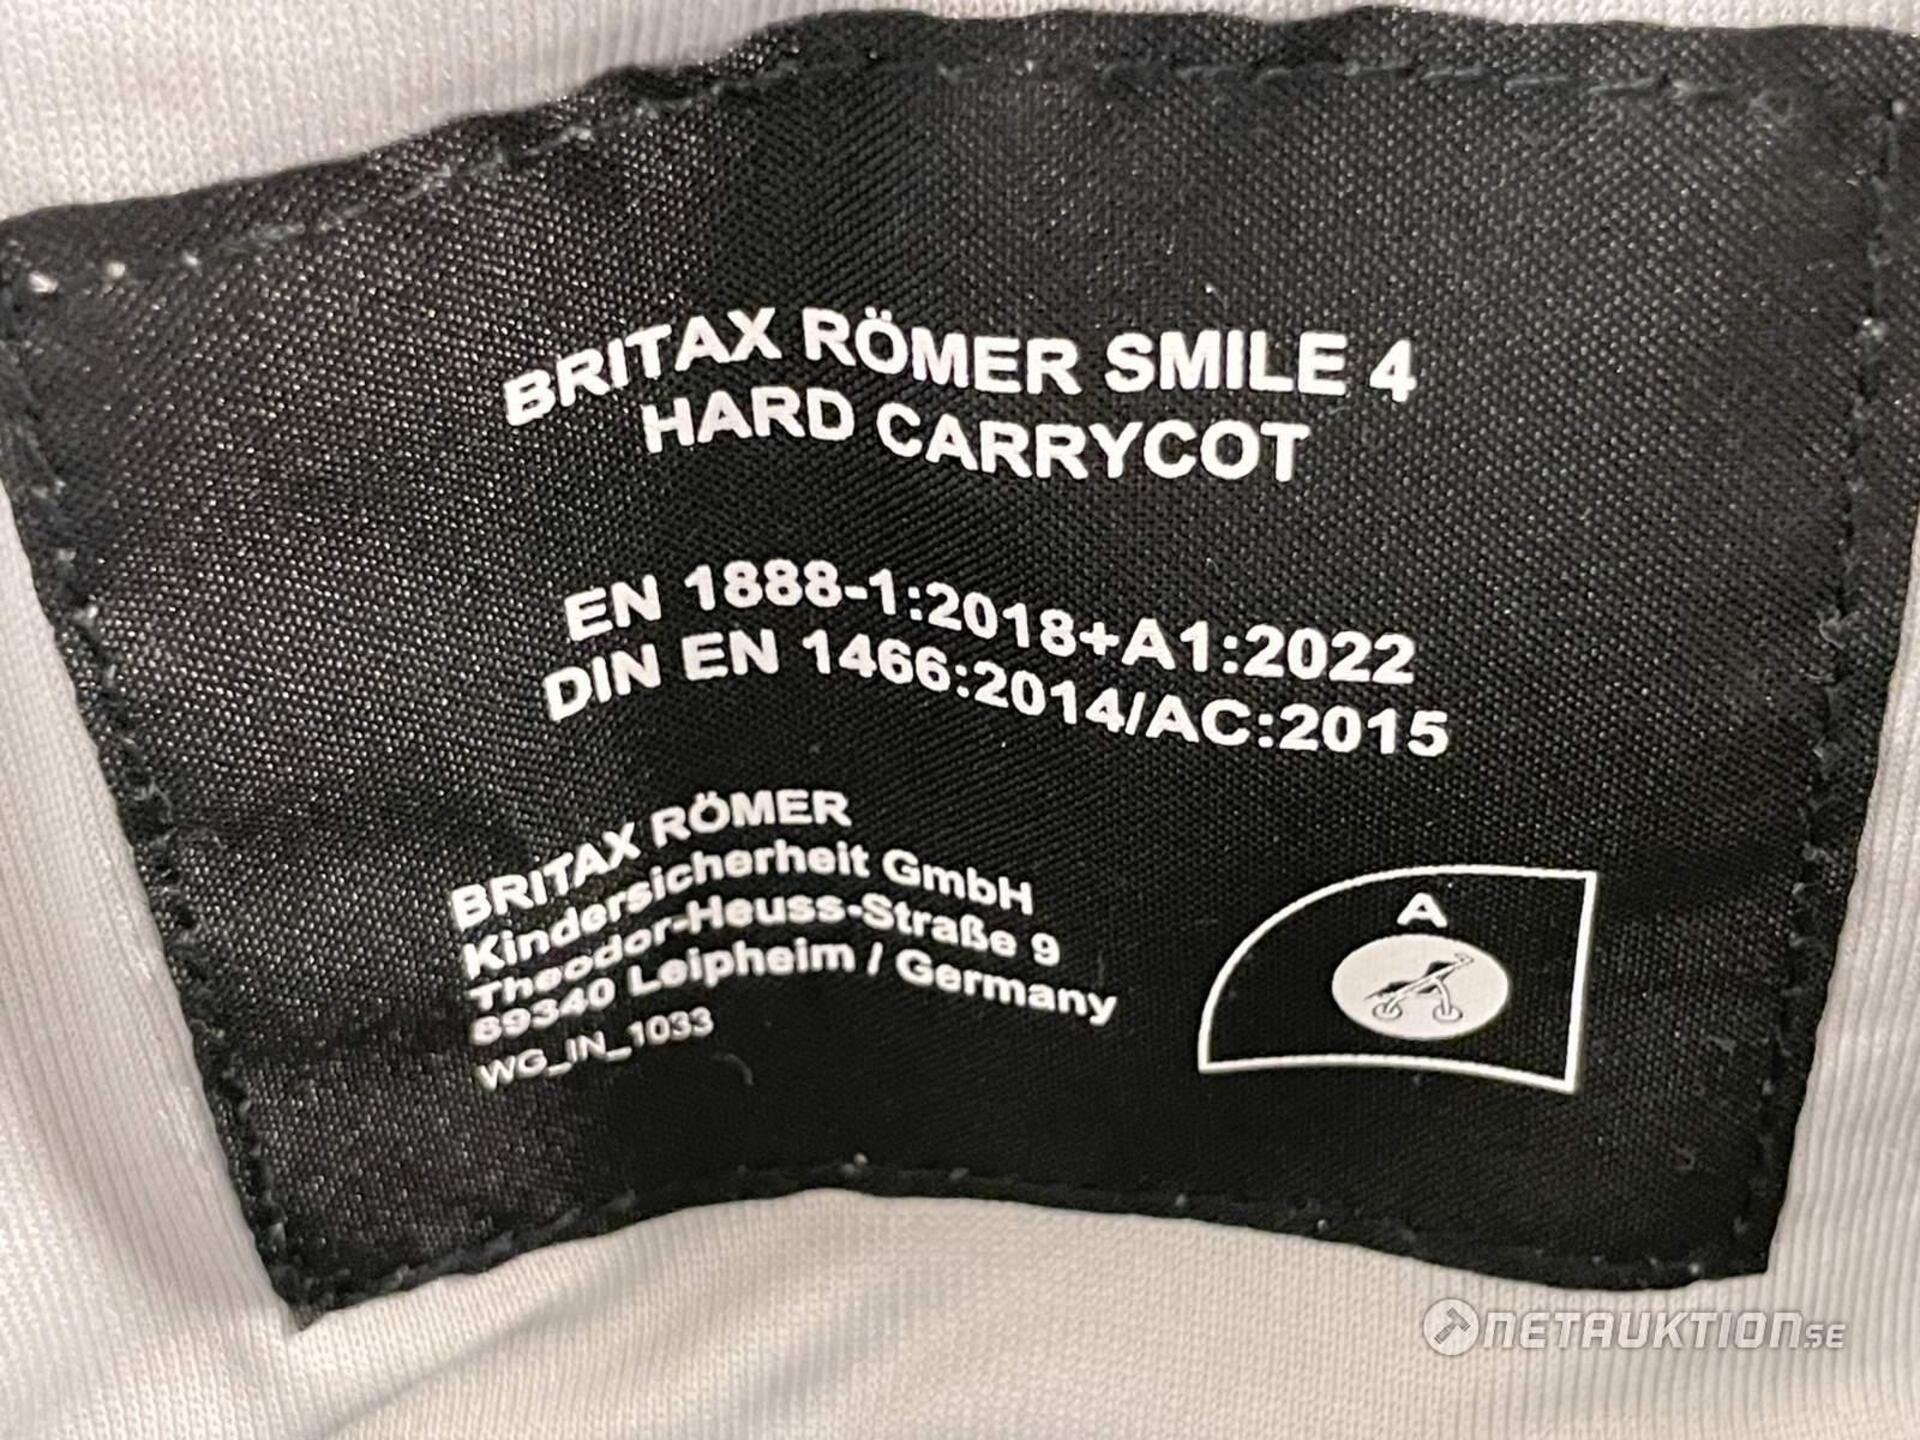 BRITAX RÖMER SMILE 4
HARD CARRYCOT
EN 1888-1:2018+A1:2022
DIN EN 1466:2014/AC:2015
BRITAX RÖMER
Kindersicherheit GmbH
Theodor-Heuss-Straße 9
89340 Leipheim / Germany
WG_IN_1033
A
NETAUKTION.SE